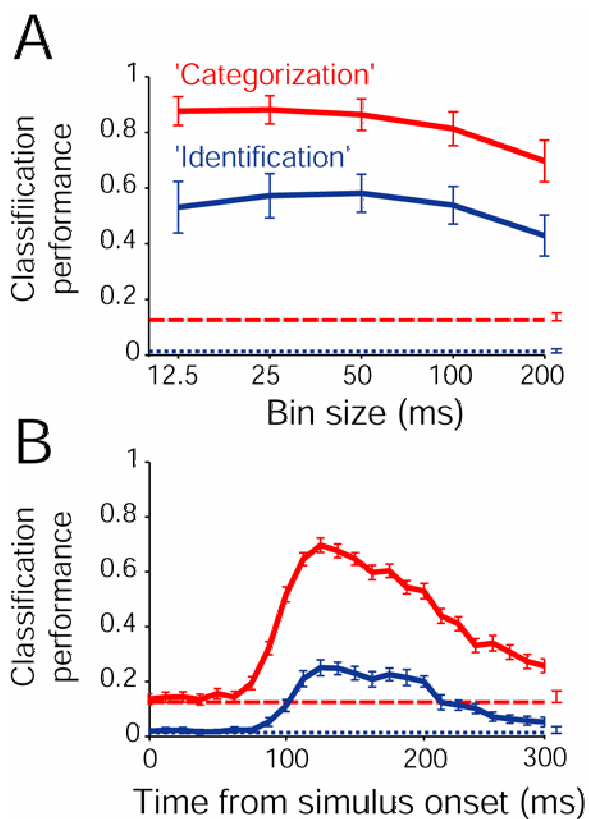 A
'Categorization'
'Identification'
Classifiication
performance
1
0.8
0.6
0.4
0.2
0
12.5 25 50 100 200
Bin size (ms)
B
Classification
performance
1
0.8
0.6
0.4
0.2
0
0 100 200 300
Time from simulus onset (ms)